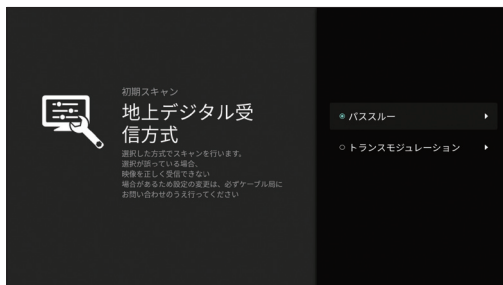 初期スキャン
地上デジタル受
信方式
選択した方式でスキャンを行います。
選択が誤っている場合、
映像を正しく受信できない
場合があるため設定の変更は、必ずケーブル局に
お問い合わせのうえ行ってください
パススルー
トランスモジュレーション